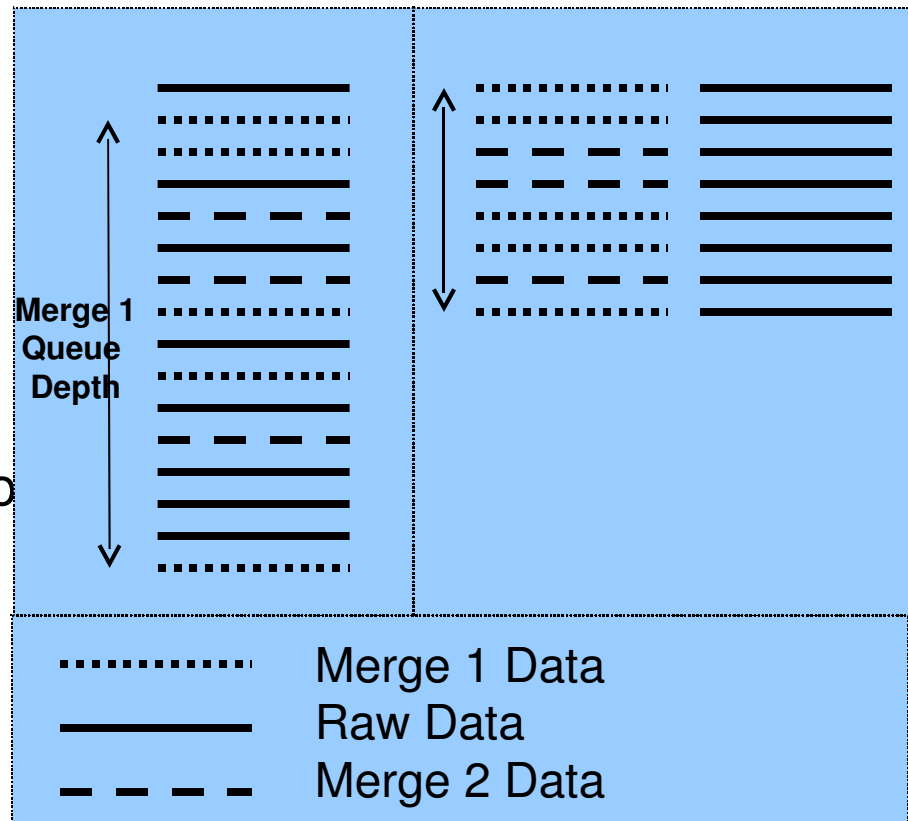 Merge 1
Queue
Depth
Merge 1 Data
Raw Data
Merge 2 Data